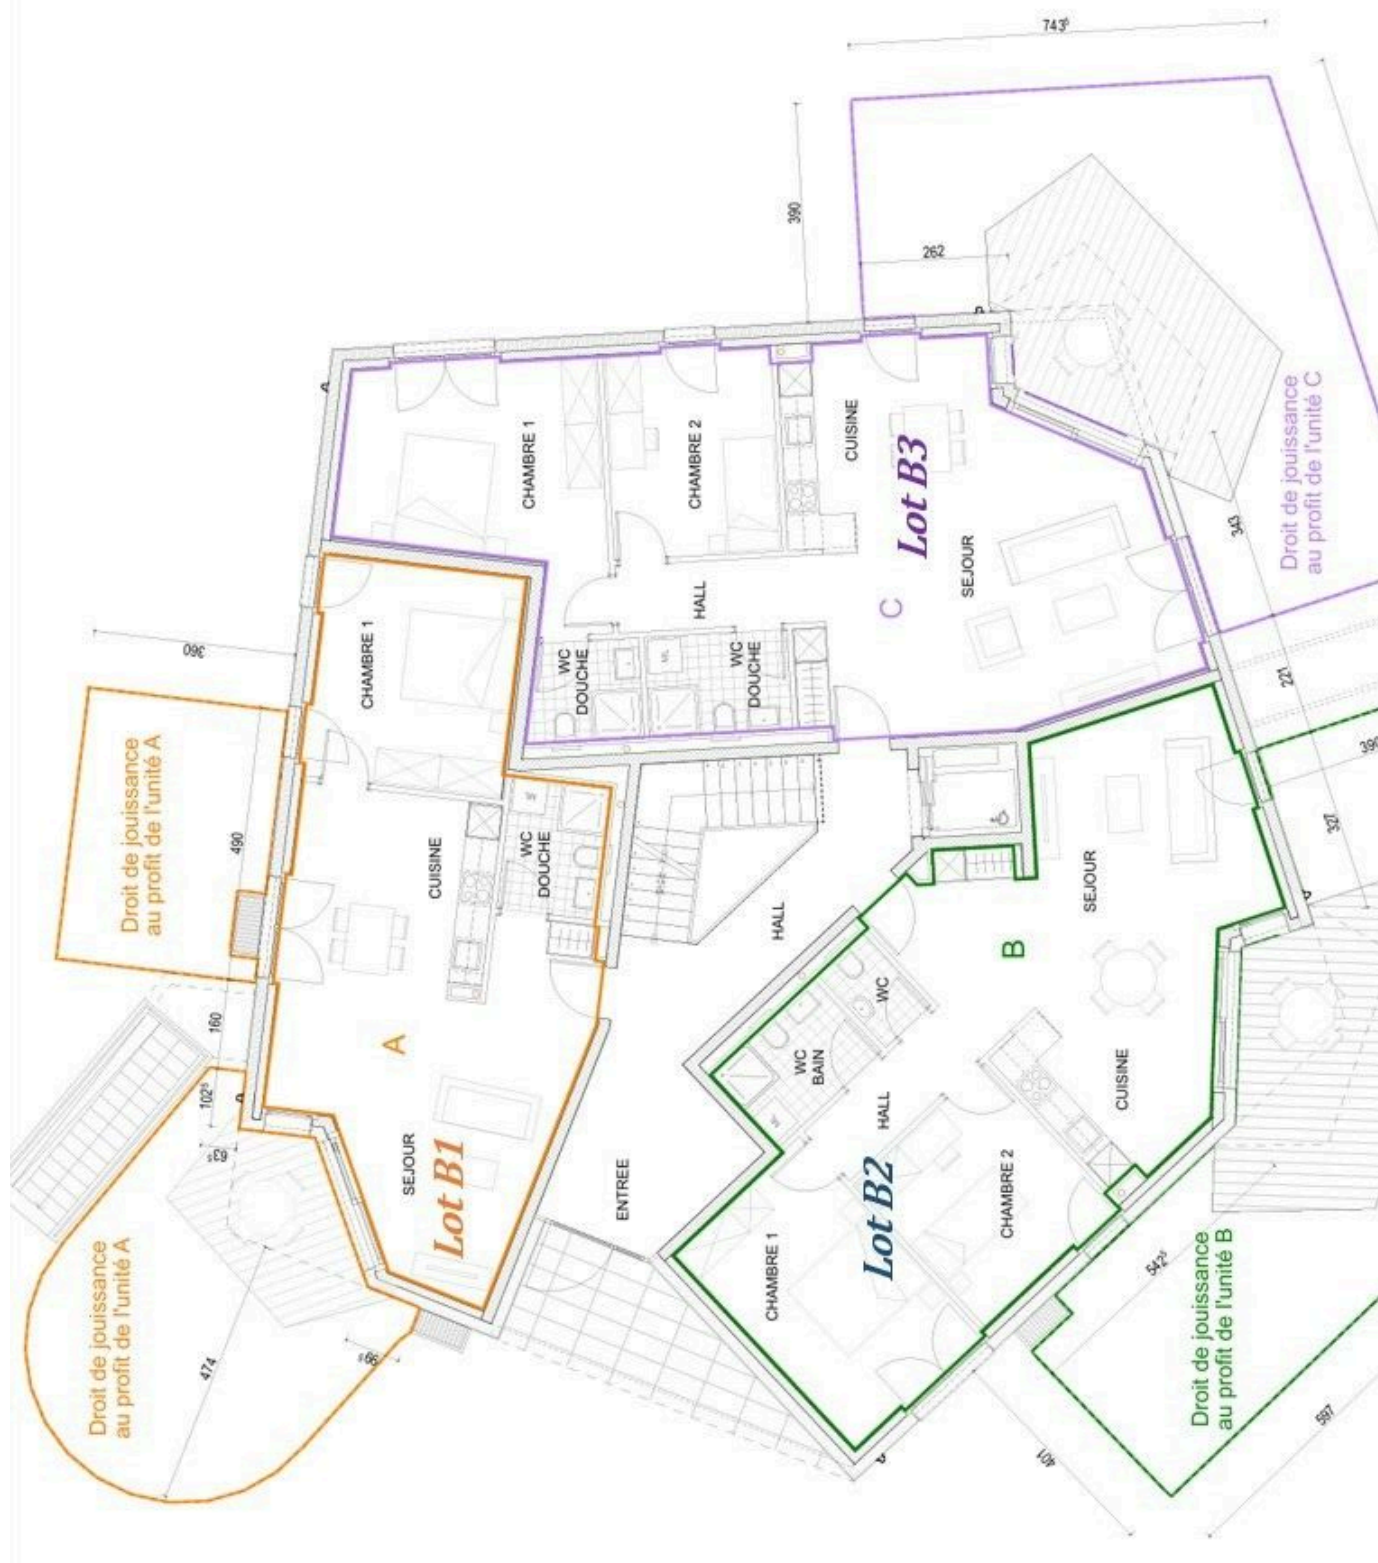 743⁵
390
262
CHAMBRE 1
CHAMBRE 2
CUISINE
Lot B3
SEJOUR
C
HALL
WC
DOUCHE
ML
WC
DOUCHE
Droit de jouissance
au profit de l'unité C
343
221
390
327
360
CHAMBRE 1
Droit de jouissance
au profit de l'unité A
490
CUISINE
ML
WC
DOUCHE
A
160
102⁵
63⁵
SEJOUR
Lot B1
Droit de jouissance
au profit de l'unité A
474
99⁵
HALL
ENTREE
SEJOUR
B
WC
WC
BAIN
ML
HALL
CUISINE
Lot B2
CHAMBRE 2
CHAMBRE 1
Droit de jouissance
au profit de l'unité B
542⁵
597
401